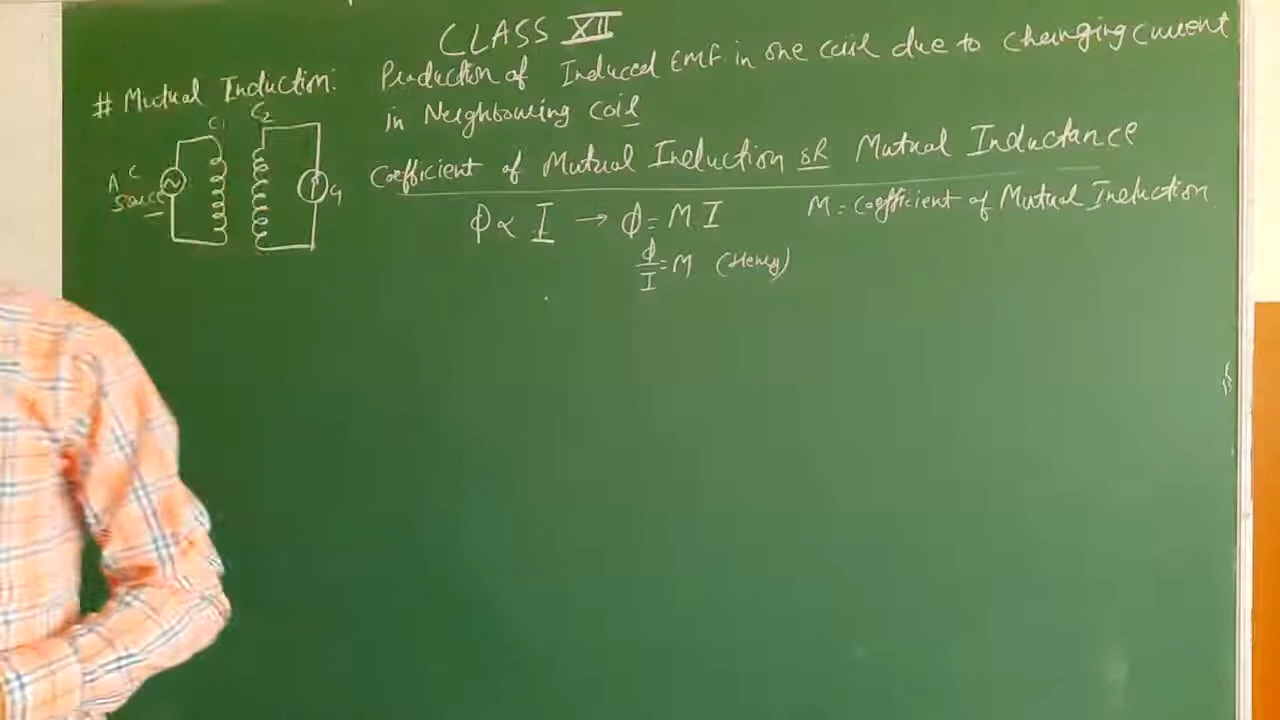 CLASS XII
# Mutual Induction: Production of Induced EMF in one coil due to changing current
in Neighbouring coil
C1 C2
AC
source
G
Coefficient of Mutual Induction OR Mutual Inductance
ϕ ∝ I → ϕ = M I
M = Coefficient of Mutual Induction
ϕ/I = M (Henry)